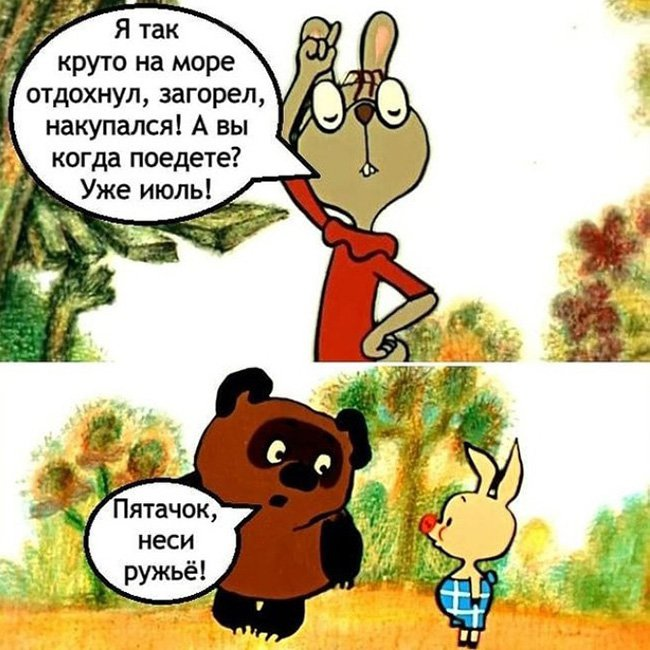 Я так
круто на море
отдохнул, загорел,
накупался! А вы
когда поедете?
Уже июль!
Пятачок,
неси
ружьё!